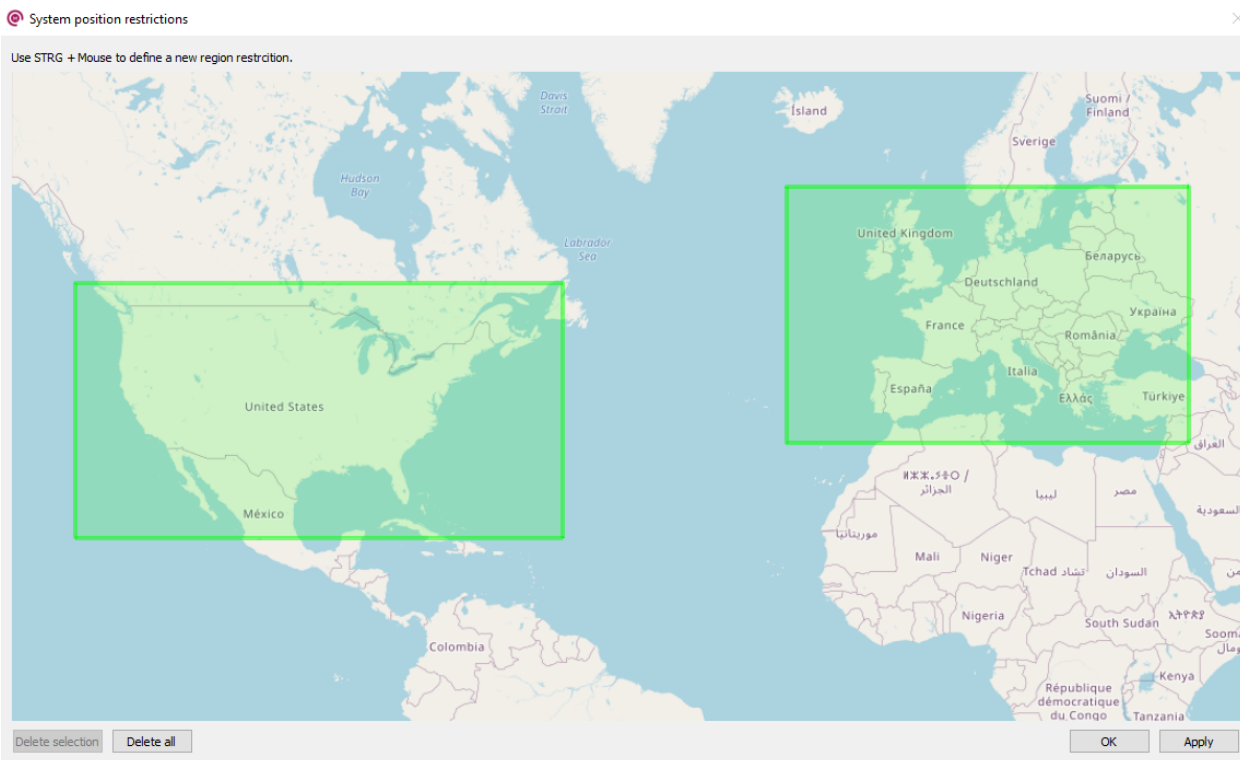 System position restrictions
Use STRG + Mouse to define a new region restrcition.
Davis
Strait
Ísland
Suomi /
Finland
Sverige
Hudson
Bay
Labrador
Sea
United Kingdom
Беларусь
Deutschland
Україна
France
România
Italia
España
Ελλάς
Türkiye
United States
العراق
ⵍⵣⵣⴰⵢⴻⵔ /
الجزائر
ليبيا
مصر
السعودية
México
موريتانيا
Mali
Niger
Tchad تشاد
السودان
Nigeria
South Sudan
Colombia
Kenya
République
démocratique
du Congo
Tanzania
Delete selection
Delete all
OK
Apply